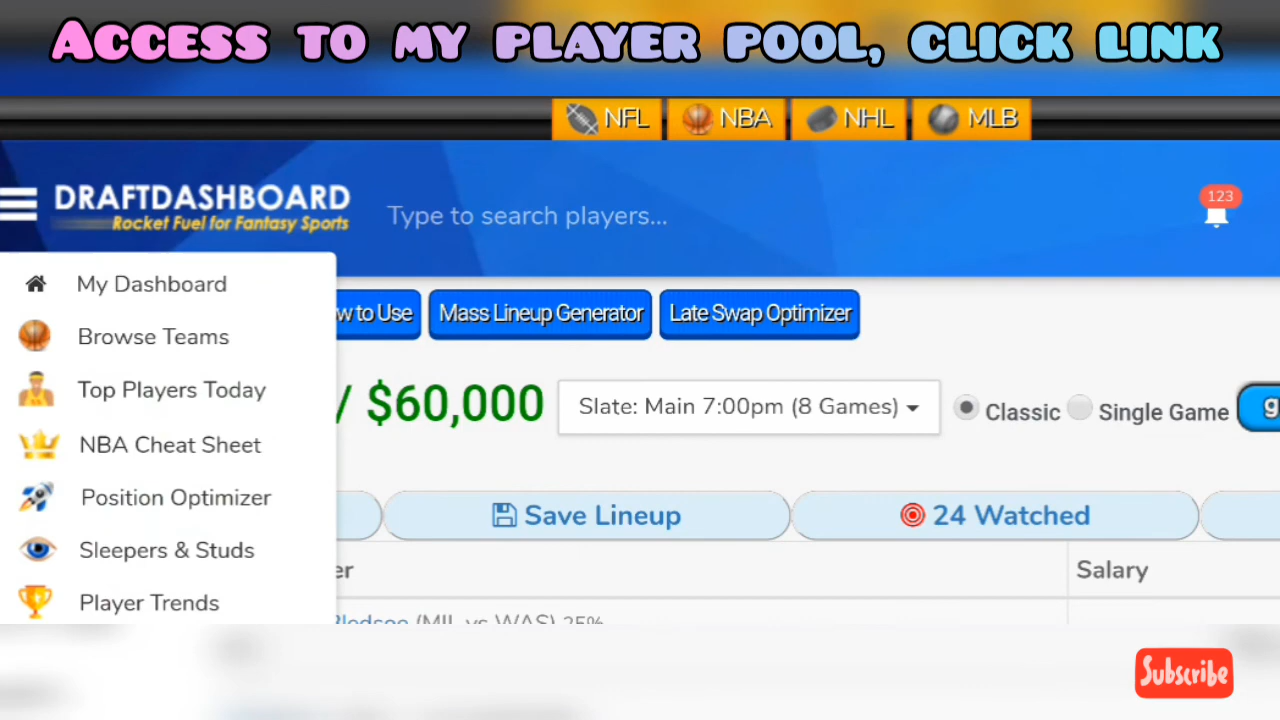 Access to my player pool, click link
NFL NBA NHL MLB
DRAFTDASHBOARD
Rocket Fuel for Fantasy Sports
Type to search players...
123
My Dashboard
Browse Teams
Top Players Today
NBA Cheat Sheet
Position Optimizer
Sleepers & Studs
Player Trends
to Use
Mass Lineup Generator
Late Swap Optimizer
/ $60,000
Slate: Main 7:00pm (8 Games)
Classic
Single Game
Save Lineup
24 Watched
Salary
(MIL vs WAS) 25%
Subscribe